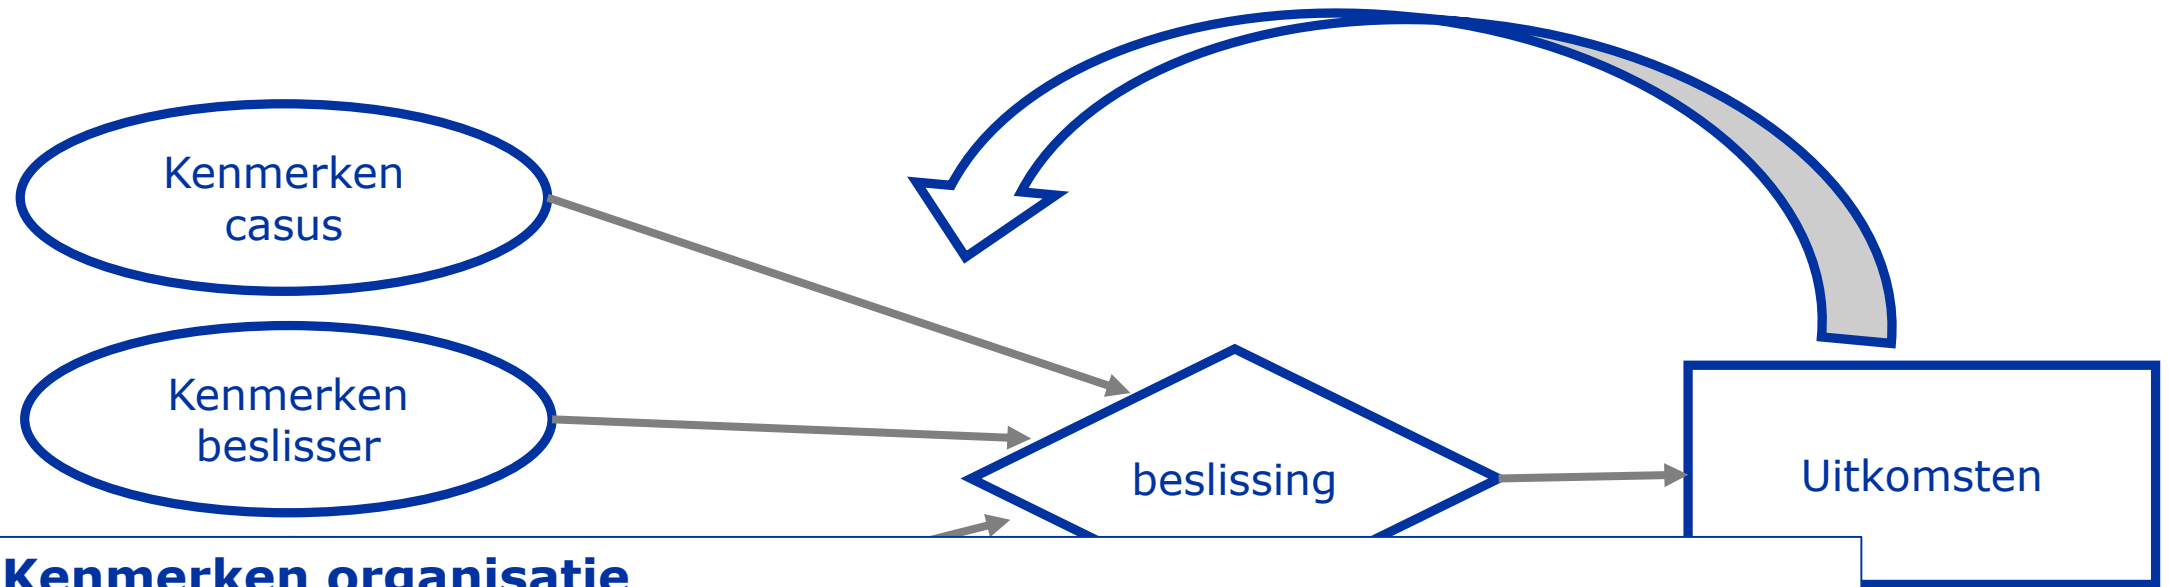 Kenmerken
casus
Kenmerken
beslisser
beslissing
Uitkomsten
Kenmerken organisatie